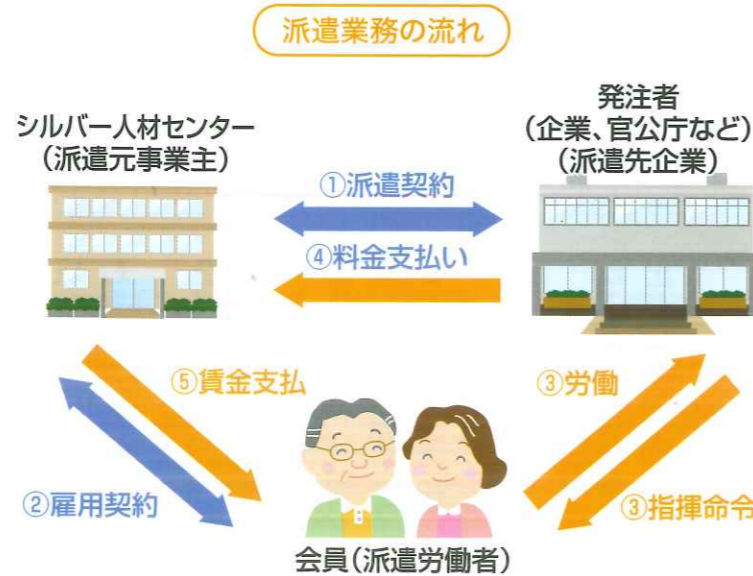 派遣業務の流れ
シルバー人材センター
(派遣元事業主)
発注者
(企業、官公庁など)
(派遣先企業)
①派遣契約
④料金支払い
⑤賃金支払
③労働
②雇用契約
③指揮命令
会員(派遣労働者)